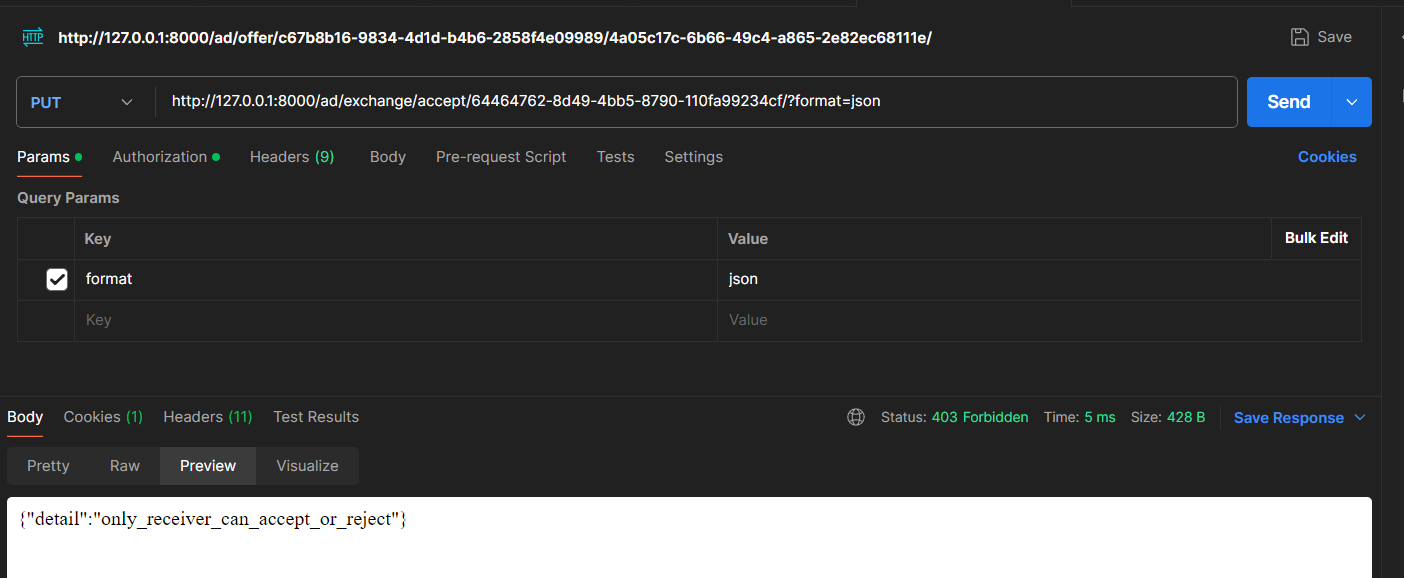 HTTP http://127.0.0.1:8000/ad/offer/c67b8b16-9834-4d1d-b4b6-2858f4e09989/4a05c17c-6b66-49c4-a865-2e82ec68111e/ Save
PUT http://127.0.0.1:8000/ad/exchange/accept/64464762-8d49-4bb5-8790-110fa99234cf/?format=json Send
Params Authorization Headers (9) Body Pre-request Script Tests Settings Cookies
Query Params
Key Value Bulk Edit
format json
Key Value
Body Cookies (1) Headers (11) Test Results Status: 403 Forbidden Time: 5 ms Size: 428 B Save Response
Pretty Raw Preview Visualize
{"detail":"only_receiver_can_accept_or_reject"}